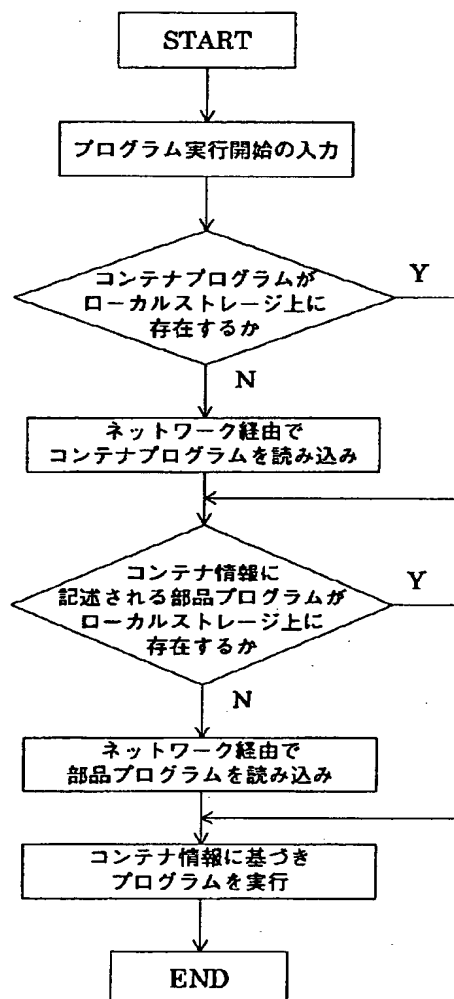 START
プログラム実行開始の入力
コンテナプログラムが
ローカルストレージ上に
存在するか
Y
N
ネットワーク経由で
コンテナプログラムを読み込み
コンテナ情報に
記述される部品プログラムが
ローカルストレージ上に
存在するか
Y
N
ネットワーク経由で
部品プログラムを読み込み
コンテナ情報に基づき
プログラムを実行
END